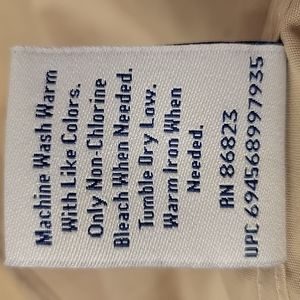 Machine Wash Warm
With Like Colors.
Only Non-Chlorine
Bleach When Needed.
Tumble Dry Low.
Warm Iron When
Needed.
RN 86823
UPC 694568997935